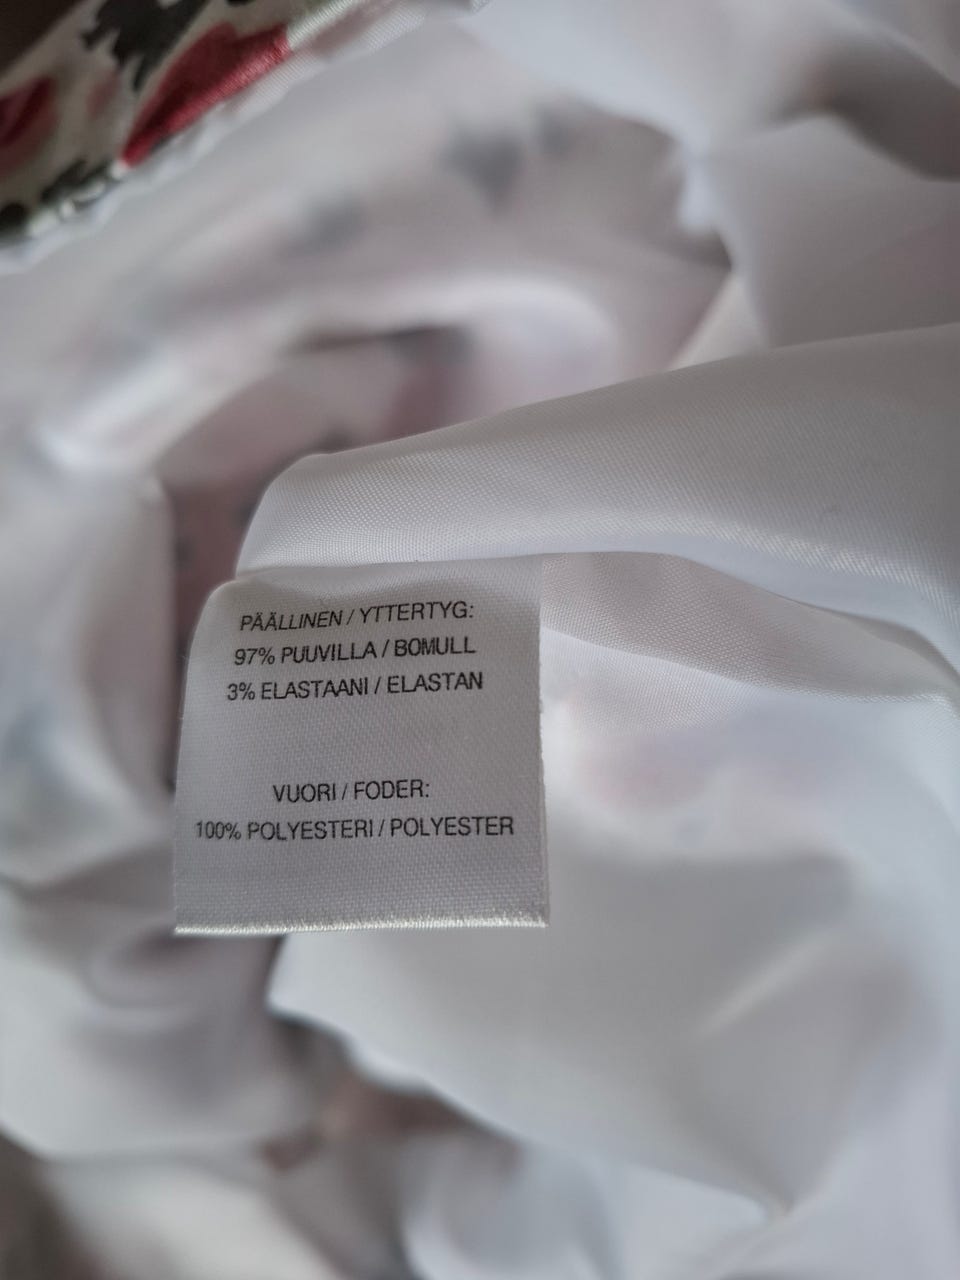 PÄÄLLINEN / YTTERTYG:
97% PUUVILLA / BOMULL
3% ELASTAANI / ELASTAN
VUORI / FODER:
100% POLYESTERI / POLYESTER